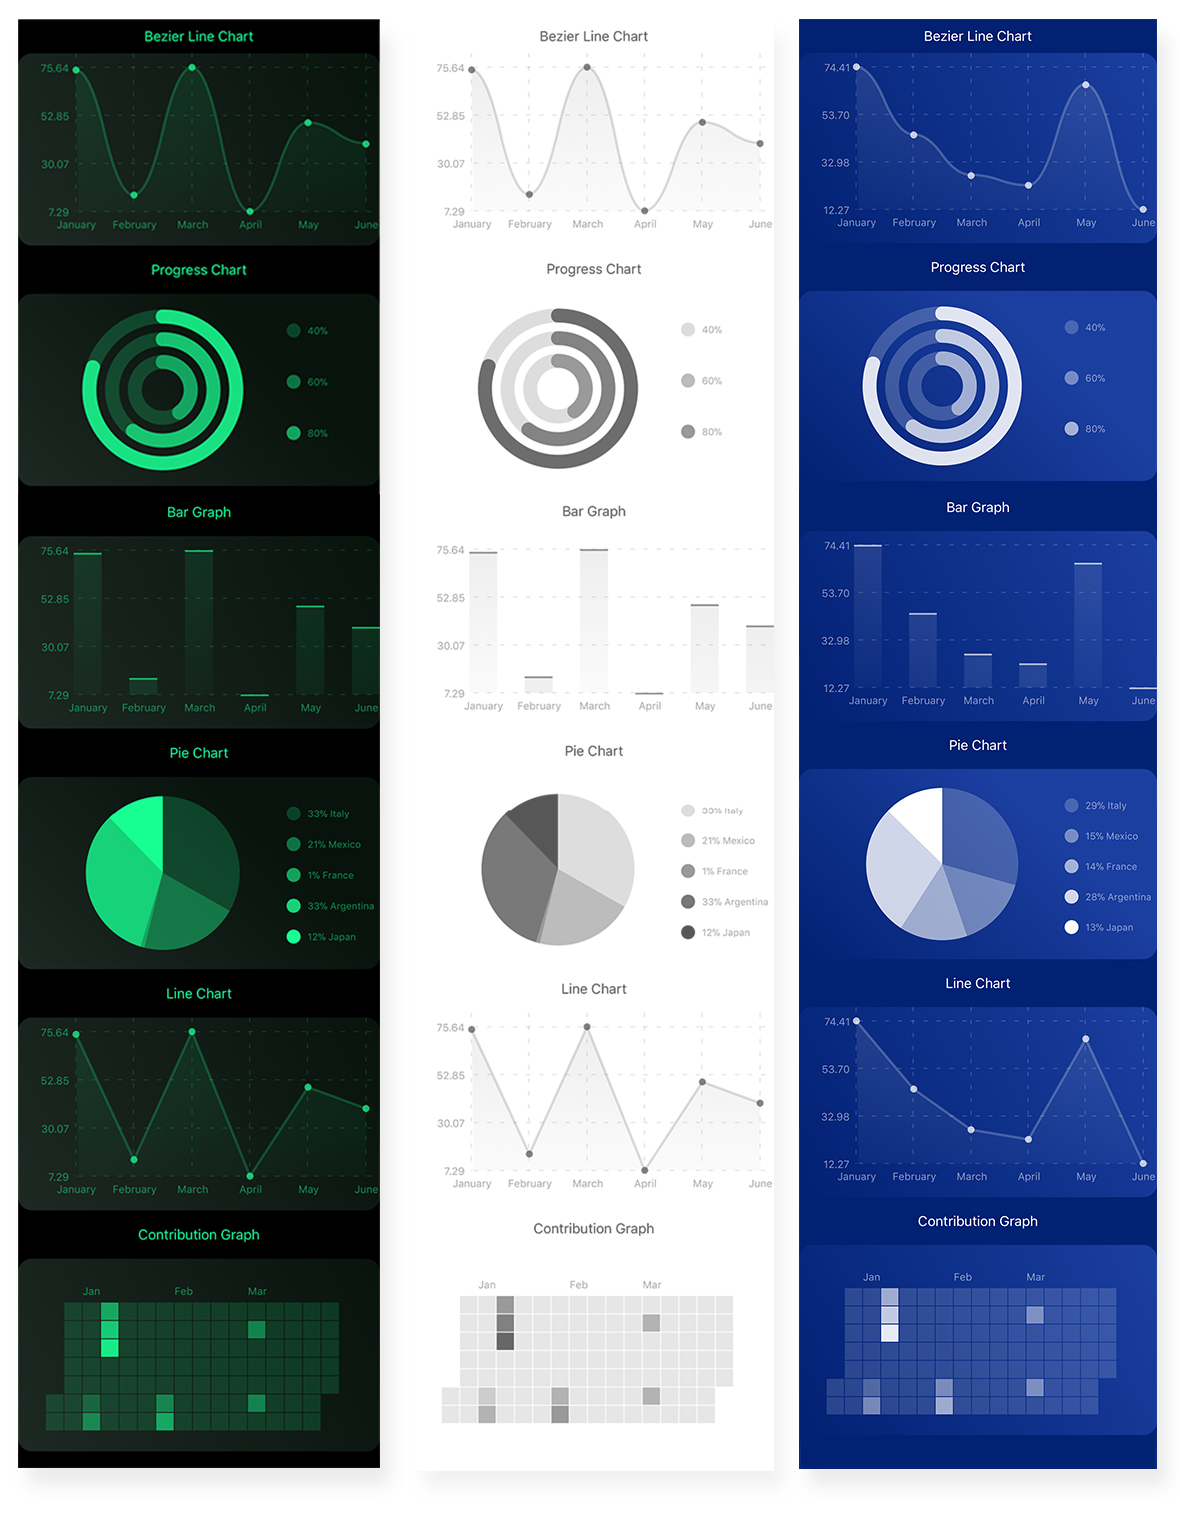 Bezier Line Chart
75.64
52.85
30.07
7.29
January February March April May June
Progress Chart
40%
60%
80%
Bar Graph
75.64
52.85
30.07
7.29
January February March April May June
Pie Chart
33% Italy
21% Mexico
1% France
33% Argentina
12% Japan
Line Chart
75.64
52.85
30.07
7.29
January February March April May June
Contribution Graph
Jan Feb Mar
Bezier Line Chart
75.64
52.85
30.07
7.29
January February March April May June
Progress Chart
40%
60%
80%
Bar Graph
75.64
52.85
30.07
7.29
January February March April May June
Pie Chart
33% Italy
21% Mexico
1% France
33% Argentina
12% Japan
Line Chart
75.64
52.85
30.07
7.29
January February March April May June
Contribution Graph
Jan Feb Mar
Bezier Line Chart
74.41
53.70
32.98
12.27
January February March April May June
Progress Chart
40%
60%
80%
Bar Graph
74.41
53.70
32.98
12.27
January February March April May June
Pie Chart
29% Italy
15% Mexico
14% France
28% Argentina
13% Japan
Line Chart
74.41
53.70
32.98
12.27
January February March April May June
Contribution Graph
Jan Feb Mar